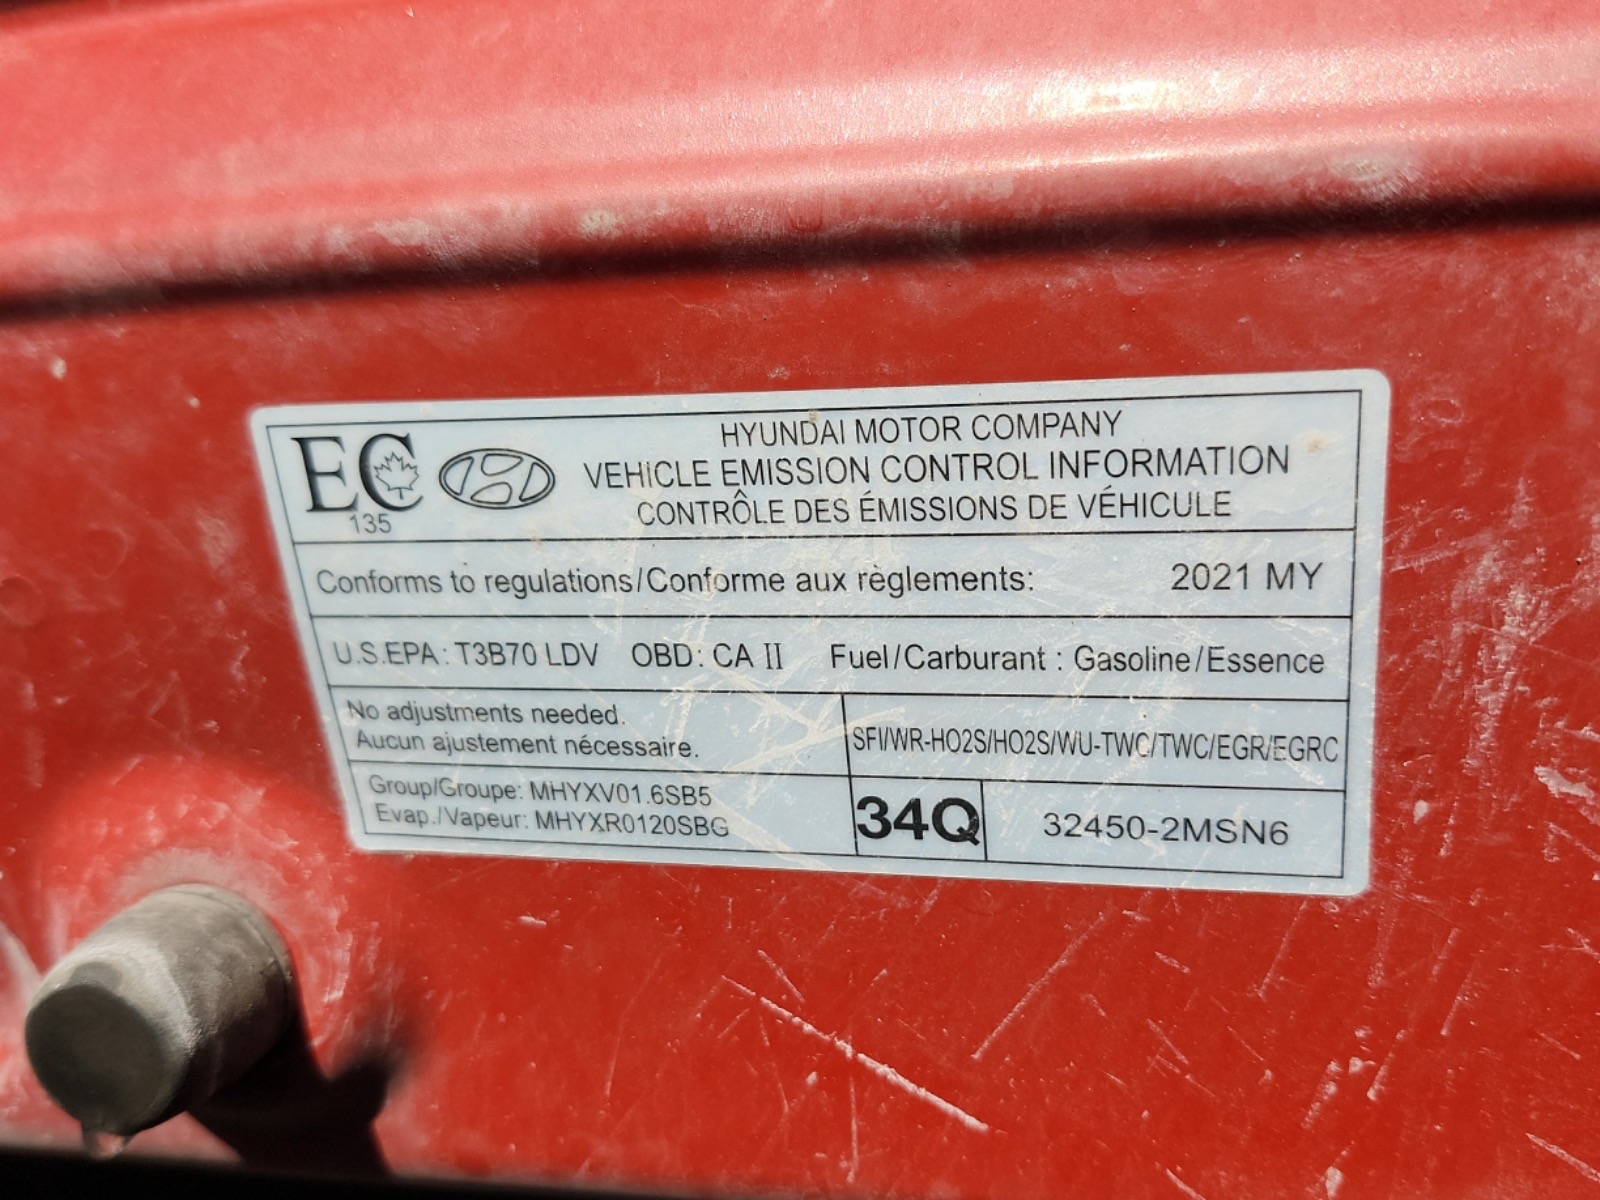 EC
135
HYUNDAI MOTOR COMPANY
VEHICLE EMISSION CONTROL INFORMATION
CONTRÔLE DES ÉMISSIONS DE VÉHICULE
Conforms to regulations/Conforme aux règlements: 2021 MY
U.S.EPA: T3B70 LDV OBD: CA II Fuel/Carburant : Gasoline/Essence
No adjustments needed.
Aucun ajustement nécessaire.
SFI/WR-HO2S/HO2S/WU-TWC/TWC/EGR/EGRC
Group/Groupe: MHYXV01.6SB5
Evap./Vapeur: MHYXR0120SBG
34Q
32450-2MSN6